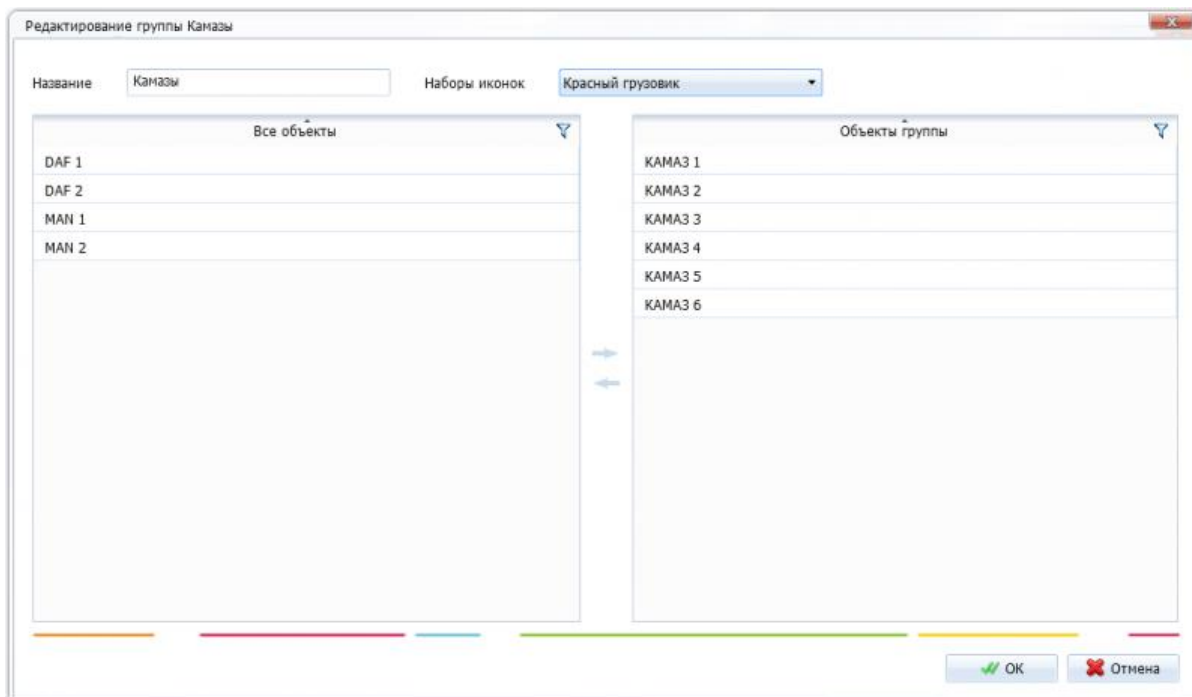 Редактирование группы Камазы
Название Камазы Наборы иконок Красный грузовик
Все объекты
DAF 1
DAF 2
MAN 1
MAN 2
Объекты группы
КАМАЗ 1
КАМАЗ 2
КАМАЗ 3
КАМАЗ 4
КАМАЗ 5
КАМАЗ 6
OK Отмена